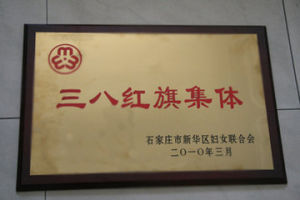 三八红旗集体
石家庄市新华区妇女联合会
二〇一〇年三月